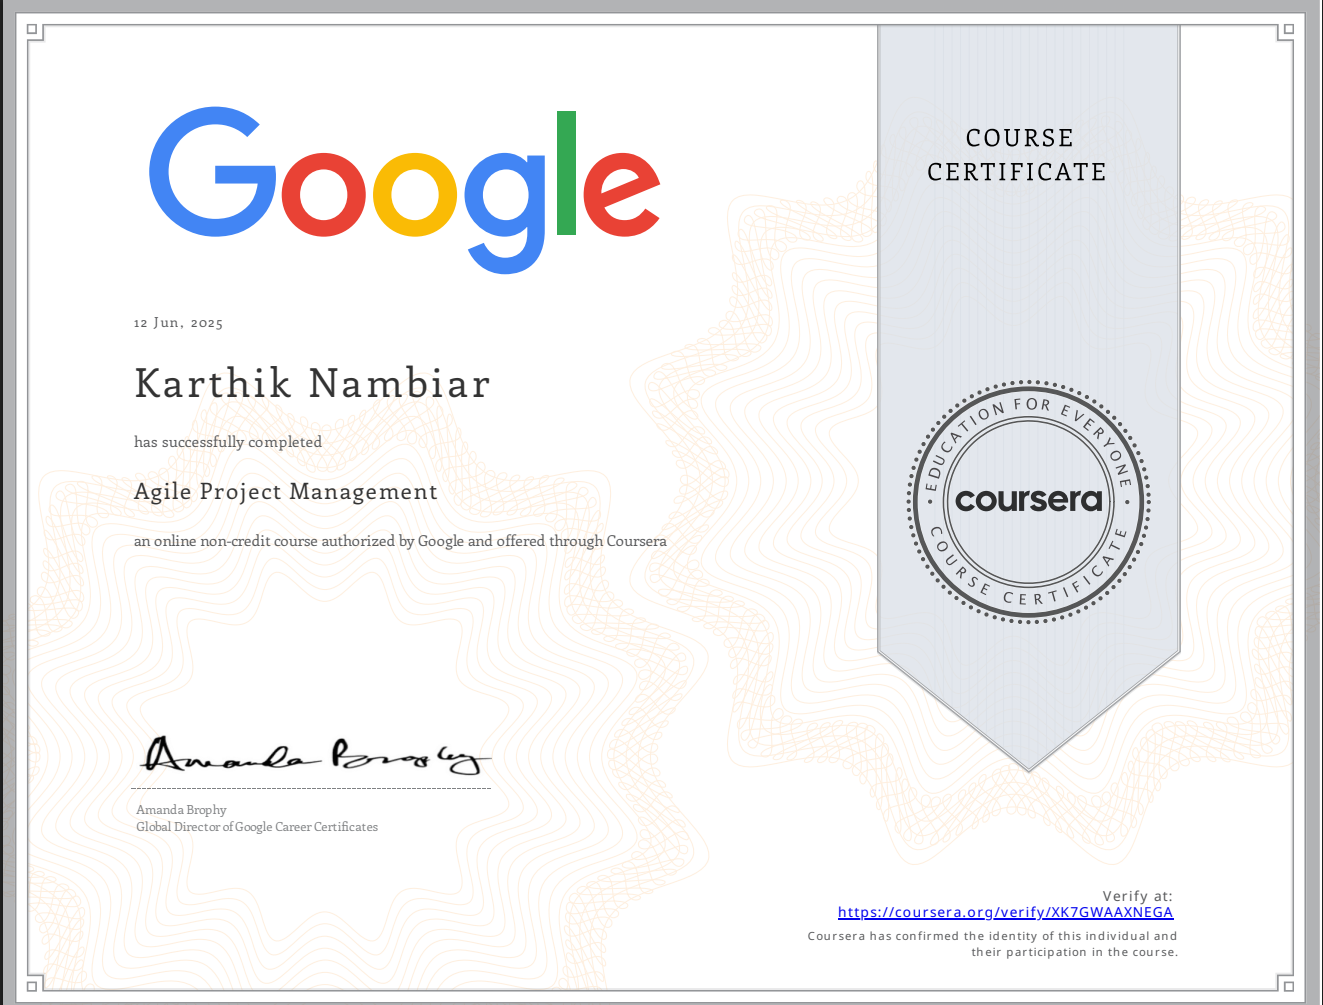 Google
COURSE
CERTIFICATE
12 Jun, 2025
Karthik Nambiar
has successfully completed
Agile Project Management
an online non-credit course authorized by Google and offered through Coursera
EDUCATION FOR EVERYONE
coursera
COURSE CERTIFICATE
Amanda Brophy
Amanda Brophy
Global Director of Google Career Certificates
Verify at:
https://coursera.org/verify/XK7GWAAXNEGA
Coursera has confirmed the identity of this individual and
their participation in the course.